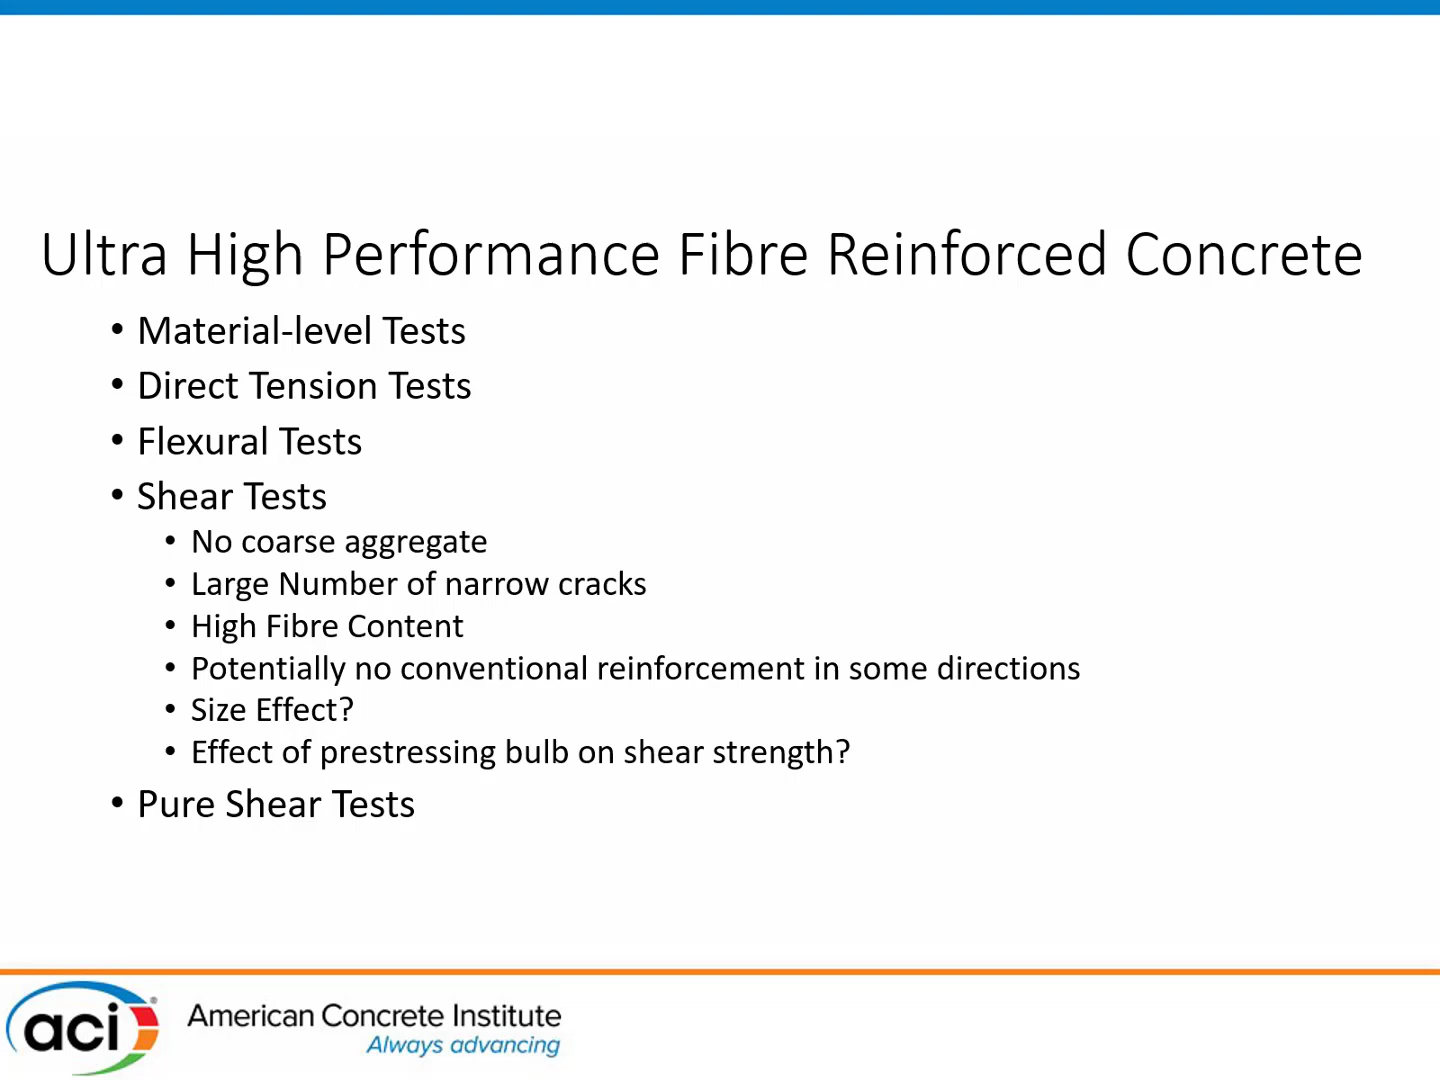 Ultra High Performance Fibre Reinforced Concrete
• Material-level Tests
• Direct Tension Tests
• Flexural Tests
• Shear Tests
• No coarse aggregate
• Large Number of narrow cracks
• High Fibre Content
• Potentially no conventional reinforcement in some directions
• Size Effect?
• Effect of prestressing bulb on shear strength?
• Pure Shear Tests
aci®
American Concrete Institute
Always advancing